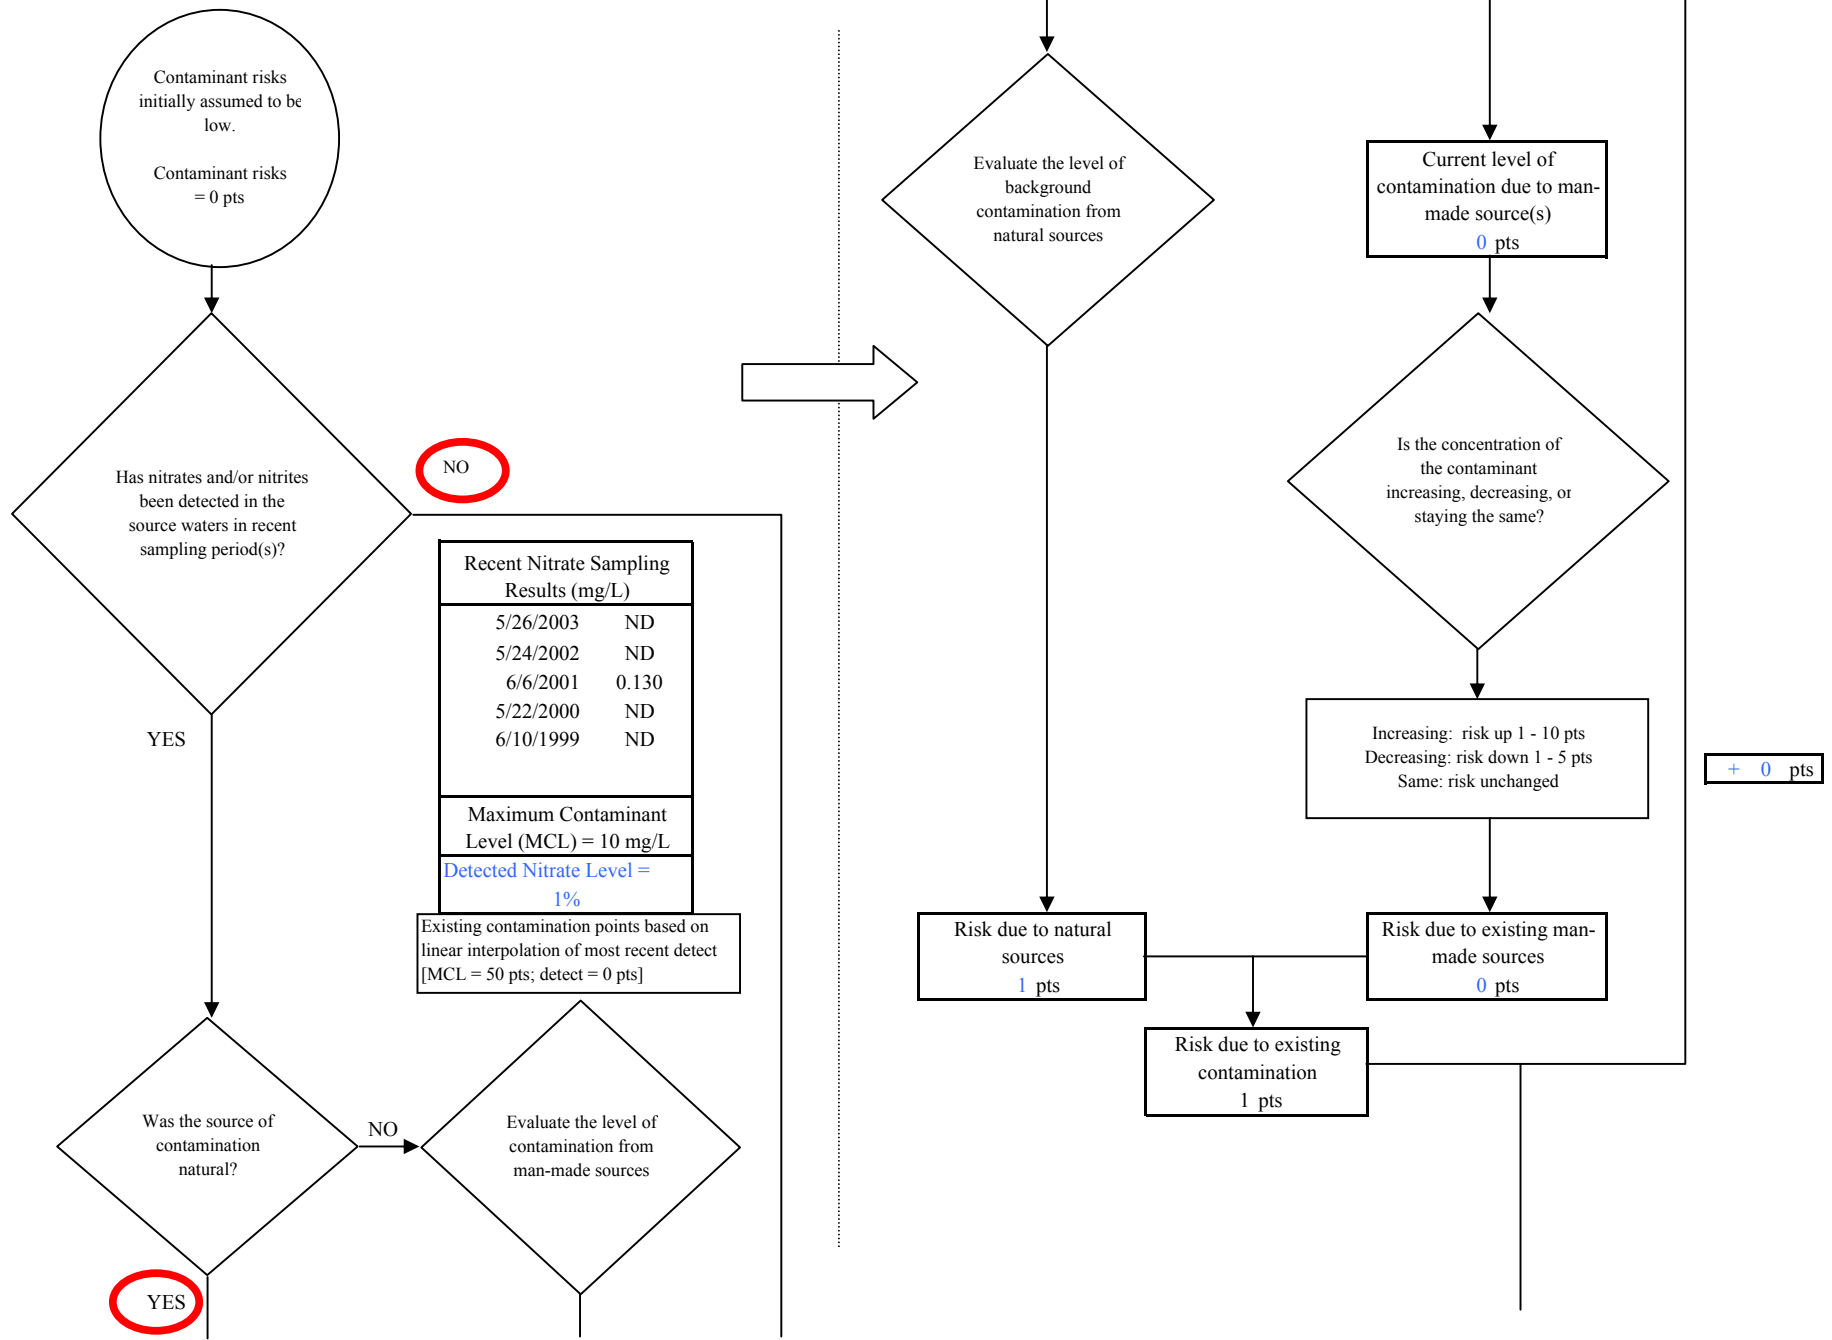 Contaminant risks
initially assumed to be
low.
Contaminant risks
= 0 pts
Has nitrates and/or nitrites
been detected in the
source waters in recent
sampling period(s)?
NO
YES
Recent Nitrate Sampling
Results (mg/L)
5/26/2003 ND
5/24/2002 ND
6/6/2001 0.130
5/22/2000 ND
6/10/1999 ND
Maximum Contaminant
Level (MCL) = 10 mg/L
Detected Nitrate Level =
1%
Existing contamination points based on
linear interpolation of most recent detect
[MCL = 50 pts; detect = 0 pts]
Was the source of
contamination
natural?
NO
YES
Evaluate the level of
contamination from
man-made sources
Evaluate the level of
background
contamination from
natural sources
Current level of
contamination due to man-
made source(s)
0 pts
Is the concentration of
the contaminant
increasing, decreasing, or
staying the same?
Increasing: risk up 1 - 10 pts
Decreasing: risk down 1 - 5 pts
Same: risk unchanged
+ 0 pts
Risk due to natural
sources
1 pts
Risk due to existing man-
made sources
0 pts
Risk due to existing
contamination
1 pts